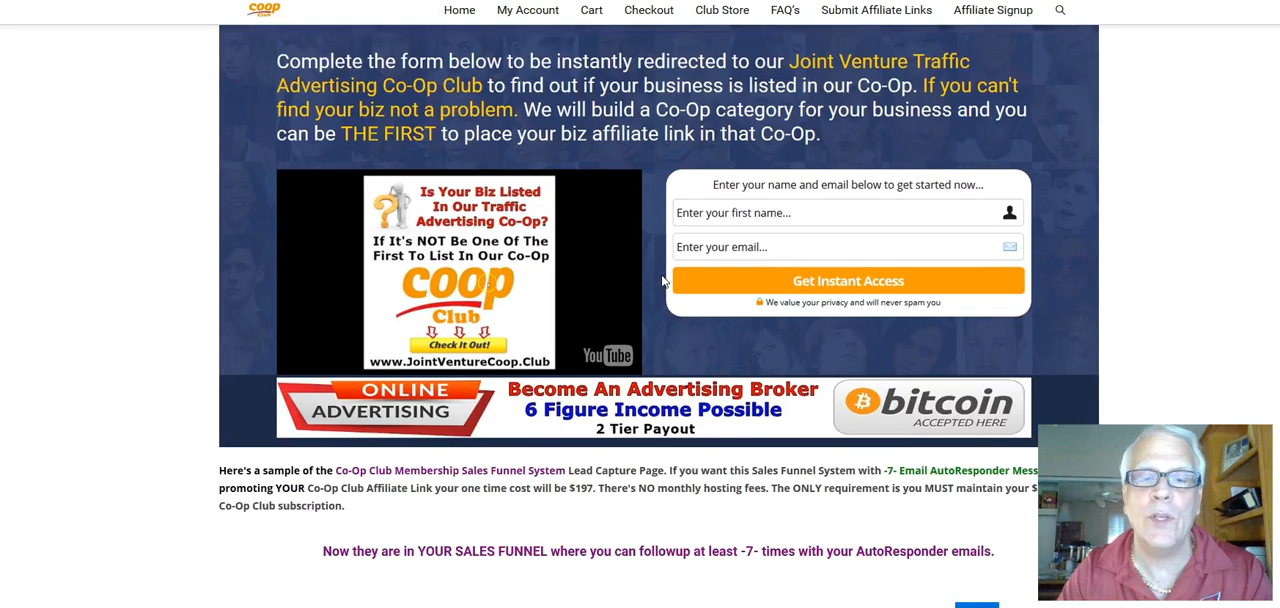 coop
Club
Home My Account Cart Checkout Club Store FAQ's Submit Affiliate Links Affiliate Signup
Complete the form below to be instantly redirected to our Joint Venture Traffic
Advertising Co-Op Club to find out if your business is listed in our Co-Op. If you can't
find your biz not a problem. We will build a Co-Op category for your business and you
can be THE FIRST to place your biz affiliate link in that Co-Op.
Is Your Biz Listed
In Our Traffic
Advertising Co-Op?
If It's NOT Be One Of The
First To List In Our Co-Op
coop
Club
Check It Out!
www.JointVentureCoop.Club
YouTube
Enter your name and email below to get started now...
Enter your first name...
Enter your email...
Get Instant Access
We value your privacy and will never spam you
ONLINE
ADVERTISING
Become An Advertising Broker
6 Figure Income Possible
2 Tier Payout
bitcoin
ACCEPTED HERE
Here's a sample of the Co-Op Club Membership Sales Funnel System Lead Capture Page. If you want this Sales Funnel System with -7- Email AutoResponder Mess
promoting YOUR Co-Op Club Affiliate Link your one time cost will be $197. There's NO monthly hosting fees. The ONLY requirement is you MUST maintain your $
Co-Op Club subscription.
Now they are in YOUR SALES FUNNEL where you can followup at least -7- times with your AutoResponder emails.